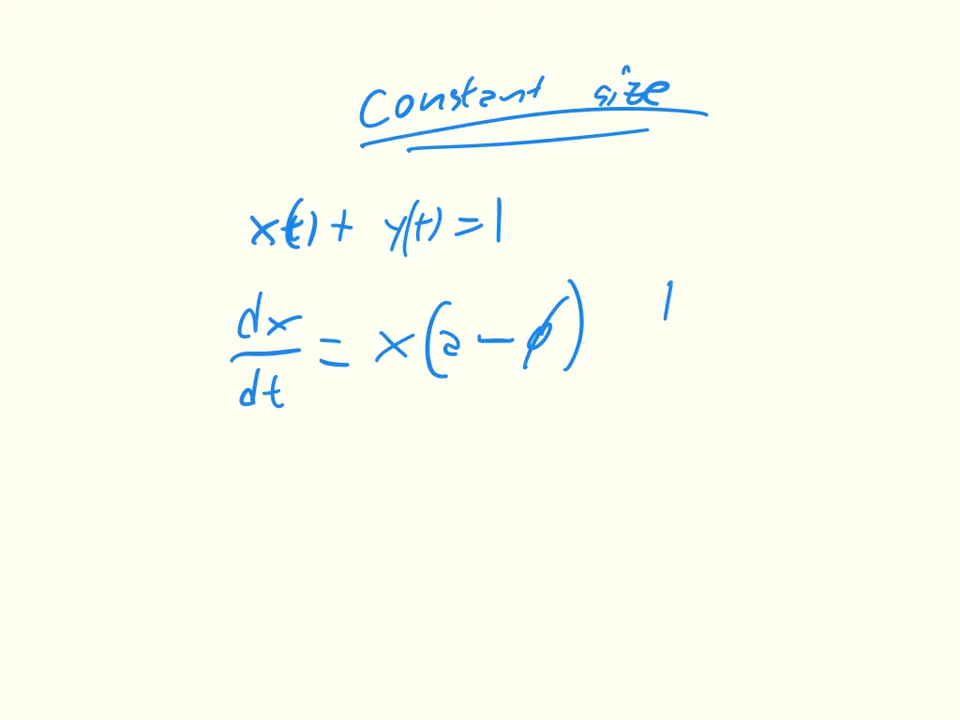 Constant size
x(t) + y(t) = 1
dx/dt = x(a − ϕ)